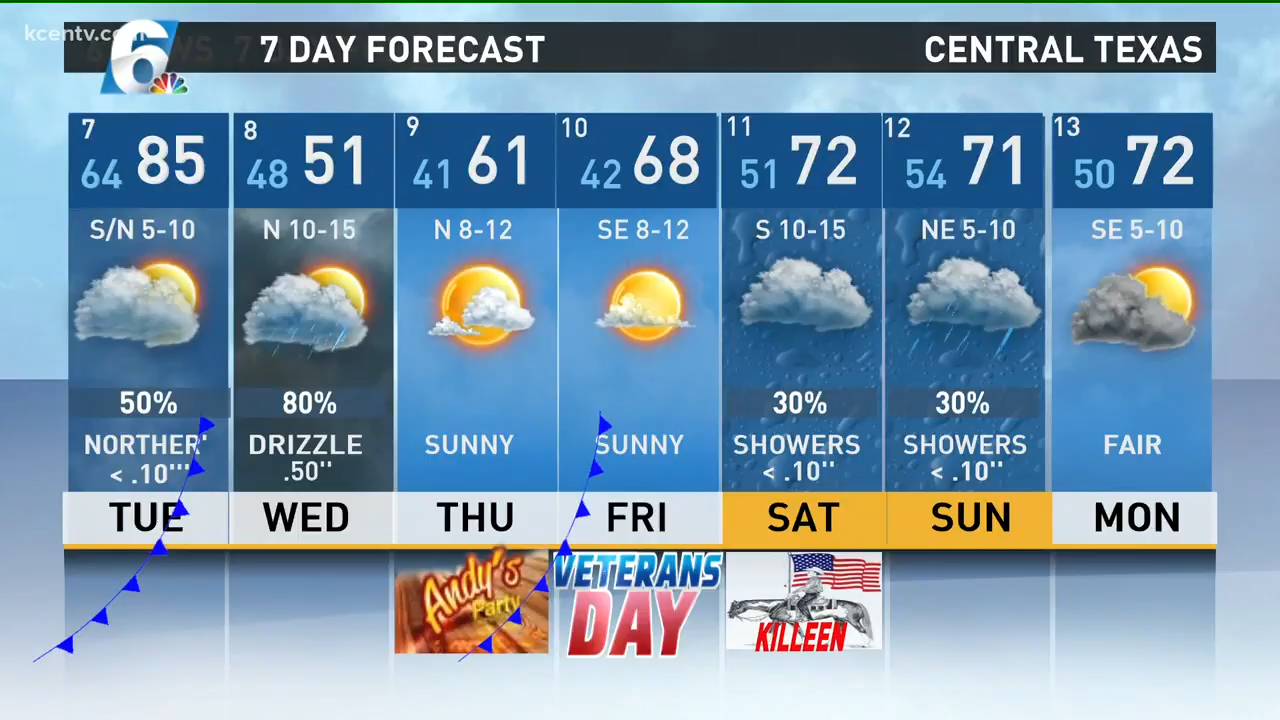 kcentv.com
6
7 DAY FORECAST
CENTRAL TEXAS
7
64 85
S/N 5-10
50%
NORTHER'
< .10'''
TUE
8
48 51
N 10-15
80%
DRIZZLE
.50''
WED
9
41 61
N 8-12
SUNNY
THU
Andy's
Party
10
42 68
SE 8-12
SUNNY
FRI
VETERANS
DAY
11
51 72
S 10-15
30%
SHOWERS
< .10''
SAT
KILLEEN
12
54 71
NE 5-10
30%
SHOWERS
< .10''
SUN
13
50 72
SE 5-10
FAIR
MON